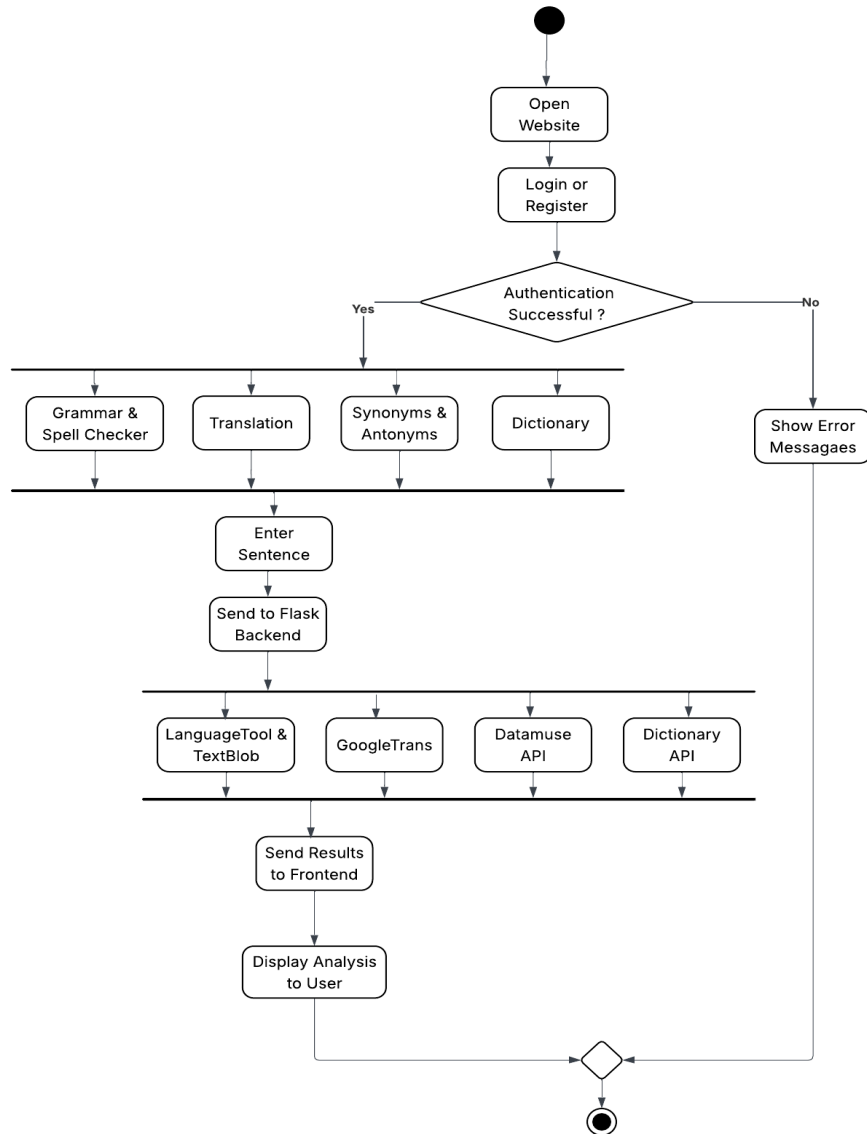 Open
Website
Login or
Register
Authentication
Successful ?
Yes
No
Grammar &
Spell Checker
Translation
Synonyms &
Antonyms
Dictionary
Show Error
Messagaes
Enter
Sentence
Send to Flask
Backend
LanguageTool &
TextBlob
GoogleTrans
Datamuse
API
Dictionary
API
Send Results
to Frontend
Display Analysis
to User